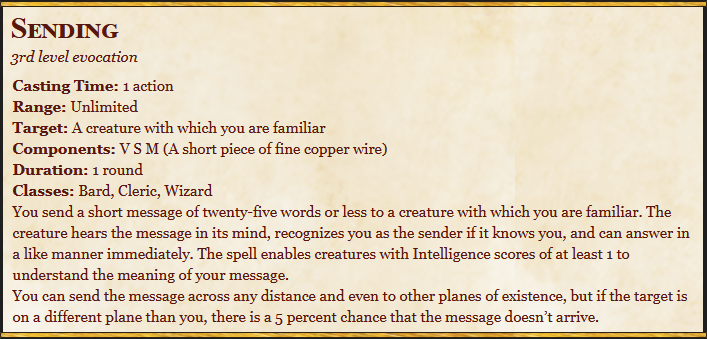 Sending
3rd level evocation
Casting Time: 1 action
Range: Unlimited
Target: A creature with which you are familiar
Components: V S M (A short piece of fine copper wire)
Duration: 1 round
Classes: Bard, Cleric, Wizard
You send a short message of twenty-five words or less to a creature with which you are familiar. The
creature hears the message in its mind, recognizes you as the sender if it knows you, and can answer in
a like manner immediately. The spell enables creatures with Intelligence scores of at least 1 to
understand the meaning of your message.
You can send the message across any distance and even to other planes of existence, but if the target is
on a different plane than you, there is a 5 percent chance that the message doesn’t arrive.